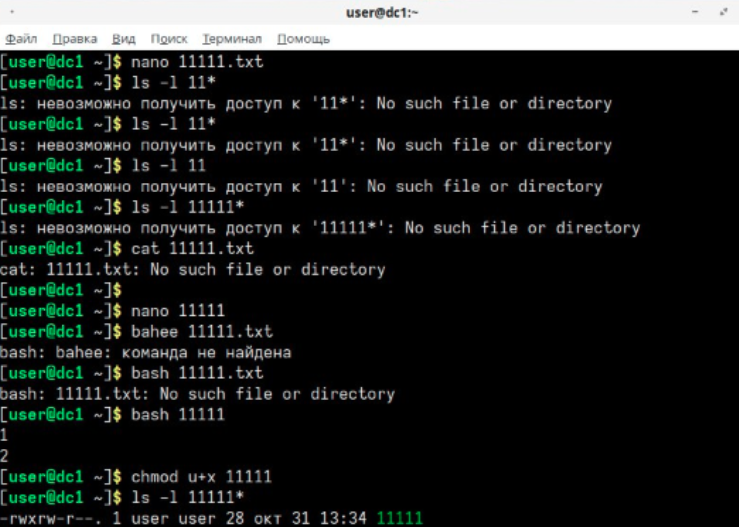 user@dc1:~
Файл Правка Вид Поиск Терминал Помощь
[user@dc1 ~]$ nano 11111.txt
[user@dc1 ~]$ ls -l 11*
ls: невозможно получить доступ к '11*': No such file or directory
[user@dc1 ~]$ ls -l 11*
ls: невозможно получить доступ к '11*': No such file or directory
[user@dc1 ~]$ ls -l 11
ls: невозможно получить доступ к '11': No such file or directory
[user@dc1 ~]$ ls -l 11111*
ls: невозможно получить доступ к '11111*': No such file or directory
[user@dc1 ~]$ cat 11111.txt
cat: 11111.txt: No such file or directory
[user@dc1 ~]$
[user@dc1 ~]$ nano 11111
[user@dc1 ~]$ bahee 11111.txt
bash: bahee: команда не найдена
[user@dc1 ~]$ bash 11111.txt
bash: 11111.txt: No such file or directory
[user@dc1 ~]$ bash 11111
1
2
[user@dc1 ~]$ chmod u+x 11111
[user@dc1 ~]$ ls -l 11111*
-rwxrw-r--. 1 user user 28 окт 31 13:34 11111